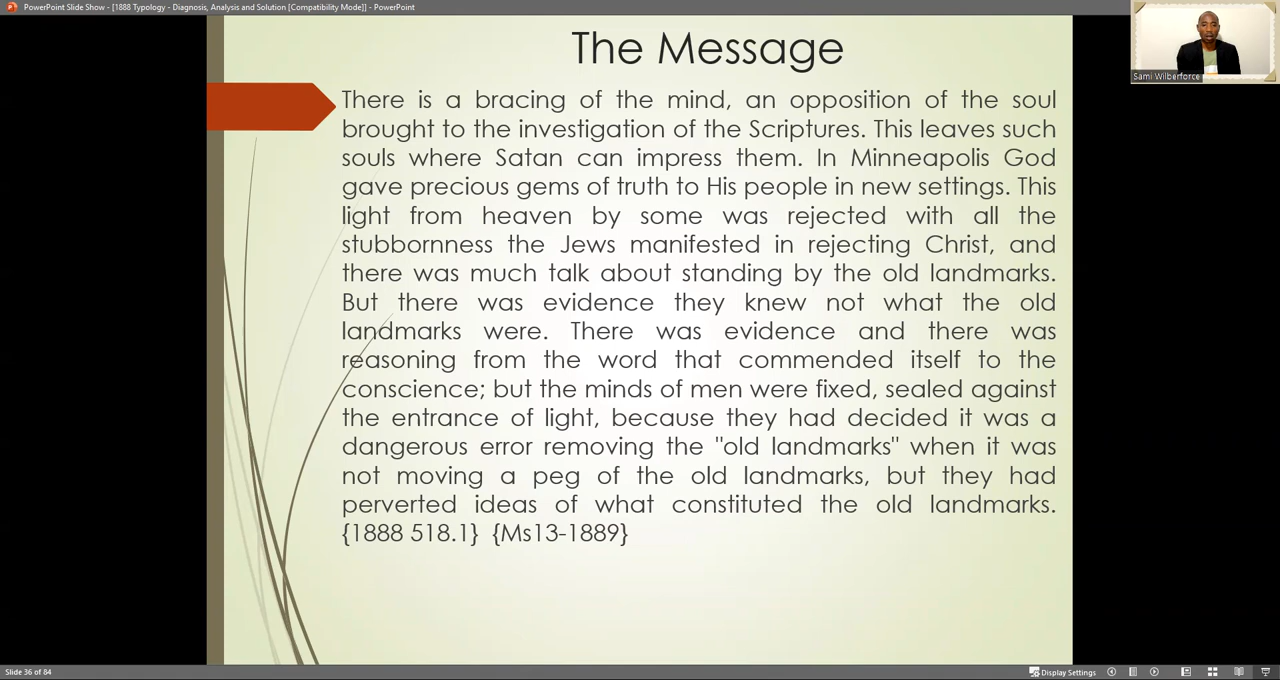 PowerPoint Slide Show - [1888 Typology - Diagnosis, Analysis and Solution [Compatibility Mode]] - PowerPoint
Sami Wilberforce
The Message
There is a bracing of the mind, an opposition of the soul
brought to the investigation of the Scriptures. This leaves such
souls where Satan can impress them. In Minneapolis God
gave precious gems of truth to His people in new settings. This
light from heaven by some was rejected with all the
stubbornness the Jews manifested in rejecting Christ, and
there was much talk about standing by the old landmarks.
But there was evidence they knew not what the old
landmarks were. There was evidence and there was
reasoning from the word that commended itself to the
conscience; but the minds of men were fixed, sealed against
the entrance of light, because they had decided it was a
dangerous error removing the "old landmarks" when it was
not moving a peg of the old landmarks, but they had
perverted ideas of what constituted the old landmarks.
{1888 518.1} {Ms13-1889}
Slide 36 of 84
Display Settings